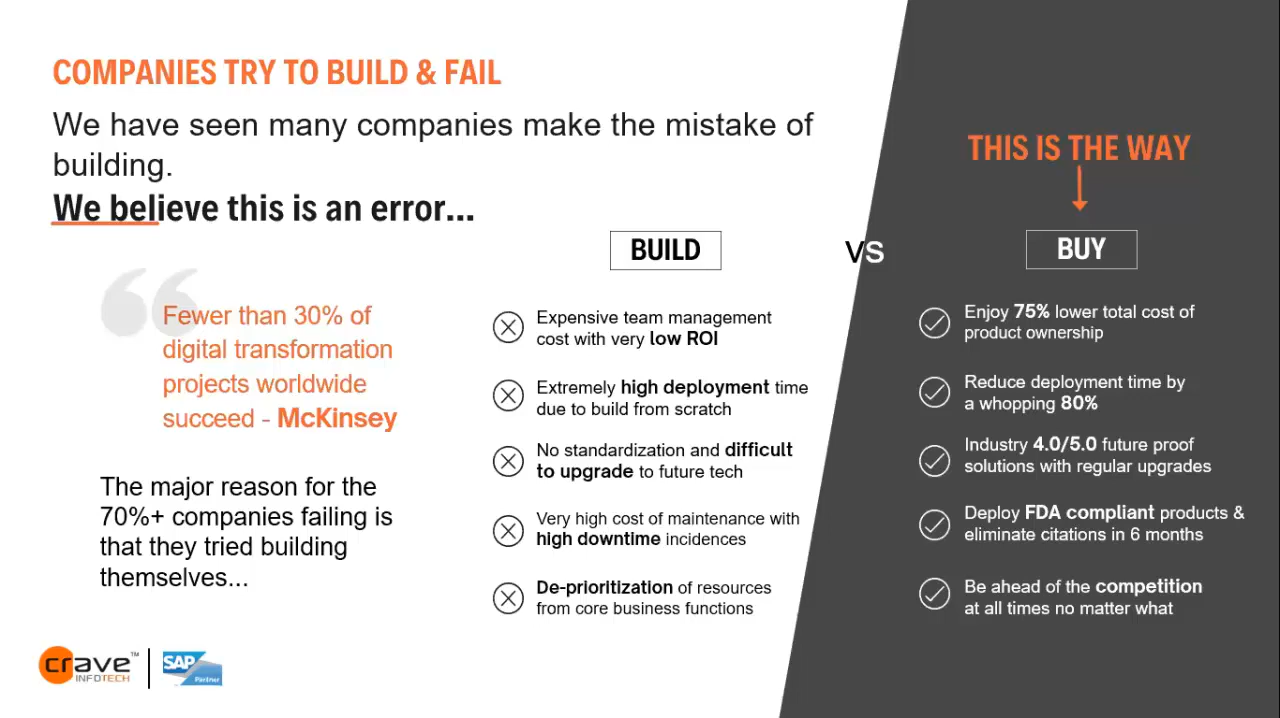 COMPANIES TRY TO BUILD & FAIL
We have seen many companies make the mistake of
building.
We believe this is an error...
Fewer than 30% of
digital transformation
projects worldwide
succeed - McKinsey
The major reason for the
70%+ companies failing is
that they tried building
themselves...
BUILD
Expensive team management
cost with very low ROI
Extremely high deployment time
due to build from scratch
No standardization and difficult
to upgrade to future tech
Very high cost of maintenance with
high downtime incidences
De-prioritization of resources
from core business functions
VS
THIS IS THE WAY
BUY
Enjoy 75% lower total cost of
product ownership
Reduce deployment time by
a whopping 80%
Industry 4.0/5.0 future proof
solutions with regular upgrades
Deploy FDA compliant products &
eliminate citations in 6 months
Be ahead of the competition
at all times no matter what
crave™
INFOTECH
SAP
Partner